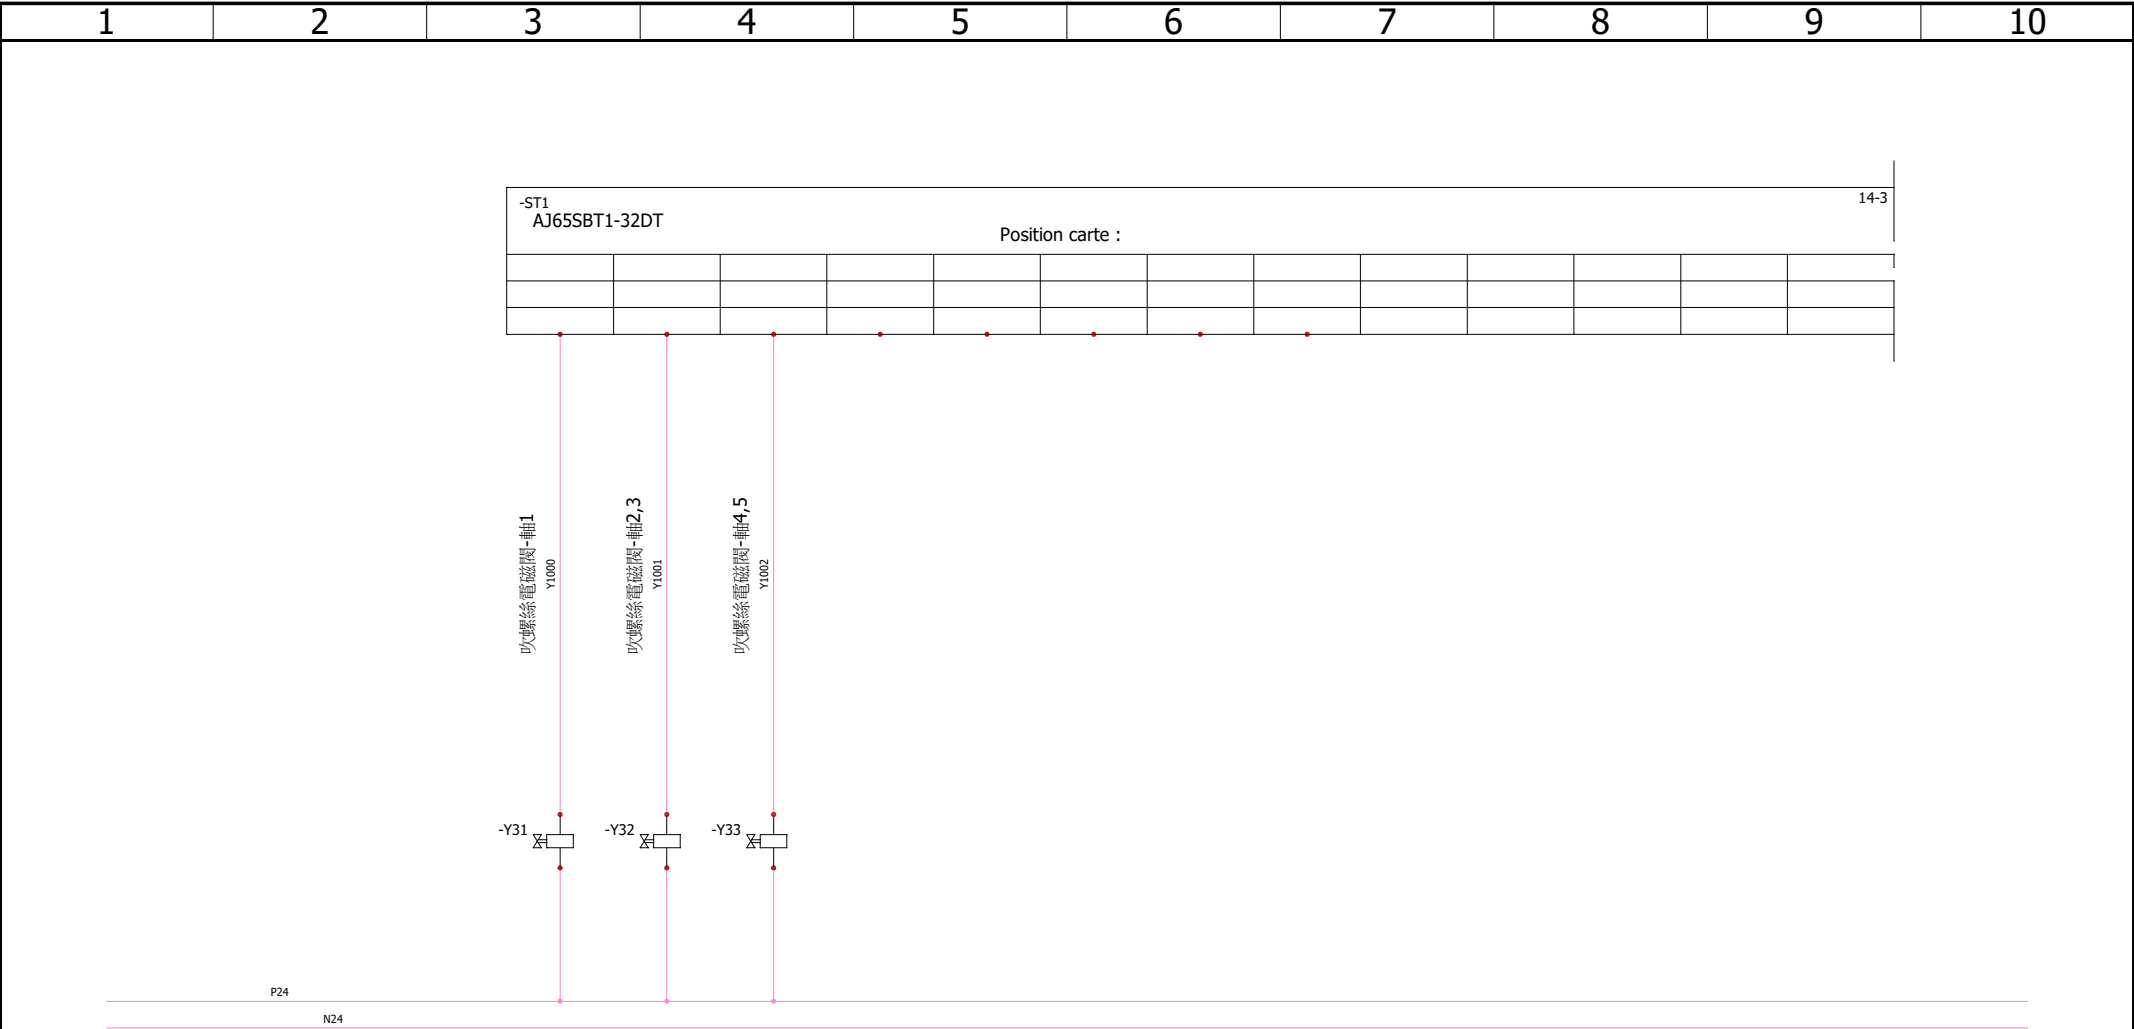 1 2 3 4 5 6 7 8 9 10
-ST1 14-3
AJ65SBT1-32DT
Position carte :
吹螺絲電磁閥-軸1
Y1000
吹螺絲電磁閥-軸2,3
Y1001
吹螺絲電磁閥-軸4,5
Y1002
-Y31 -Y32 -Y33
P24
N24